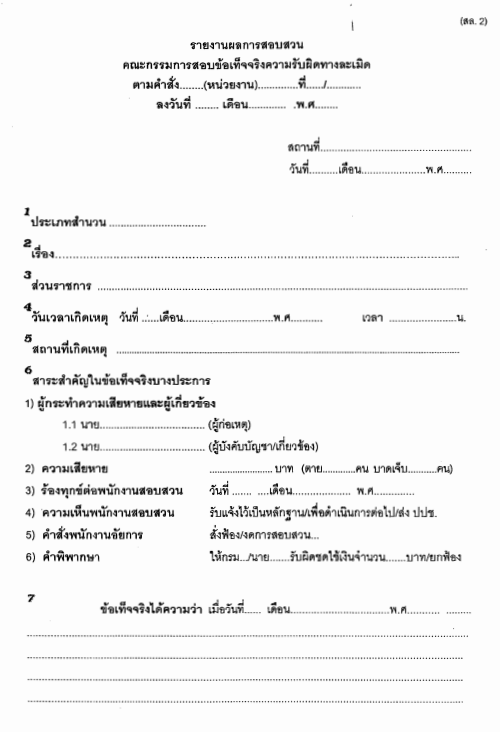 (สล. 2)
รายงานผลการสอบสวน
คณะกรรมการสอบข้อเท็จจริงความรับผิดทางละเมิด
ตามคำสั่ง........(หน่วยงาน)..............ที่....../............
ลงวันที่ ........ เดือน............. .พ.ศ........
สถานที่.....................................................
วันที่..........เดือน......................พ.ศ..........
1 ประเภทสำนวน ..................................
2 เรื่อง..............................................................................................................
3 ส่วนราชการ ..............................................................................................................
4 วันเวลาเกิดเหตุ วันที่ ......เดือน...............................พ.ศ........... เวลา .......................น.
5 สถานที่เกิดเหตุ ..............................................................................................................
6 สาระสำคัญในข้อเท็จจริงบางประการ
1) ผู้กระทำความเสียหายและผู้เกี่ยวข้อง
1.1 นาย.................................... (ผู้ก่อเหตุ)
1.2 นาย.................................... (ผู้บังคับบัญชา/เกี่ยวข้อง)
2) ความเสียหาย ...................... บาท (ตาย............คน บาดเจ็บ..........คน)
3) ร้องทุกข์ต่อพนักงานสอบสวน วันที่ ....... ....เดือน.................... พ.ศ..............
4) ความเห็นพนักงานสอบสวน รับแจ้งไว้เป็นหลักฐาน/เพื่อดำเนินการต่อไป/ส่ง ปปช.
5) คำสั่งพนักงานอัยการ สั่งฟ้อง/งดการสอบสวน...
6) คำพิพากษา ให้กรม.../นาย.......รับผิดชดใช้เงินจำนวน.......บาท/ยกฟ้อง
7 ข้อเท็จจริงได้ความว่า เมื่อวันที่...... เดือน..................................พ.ศ........... .........